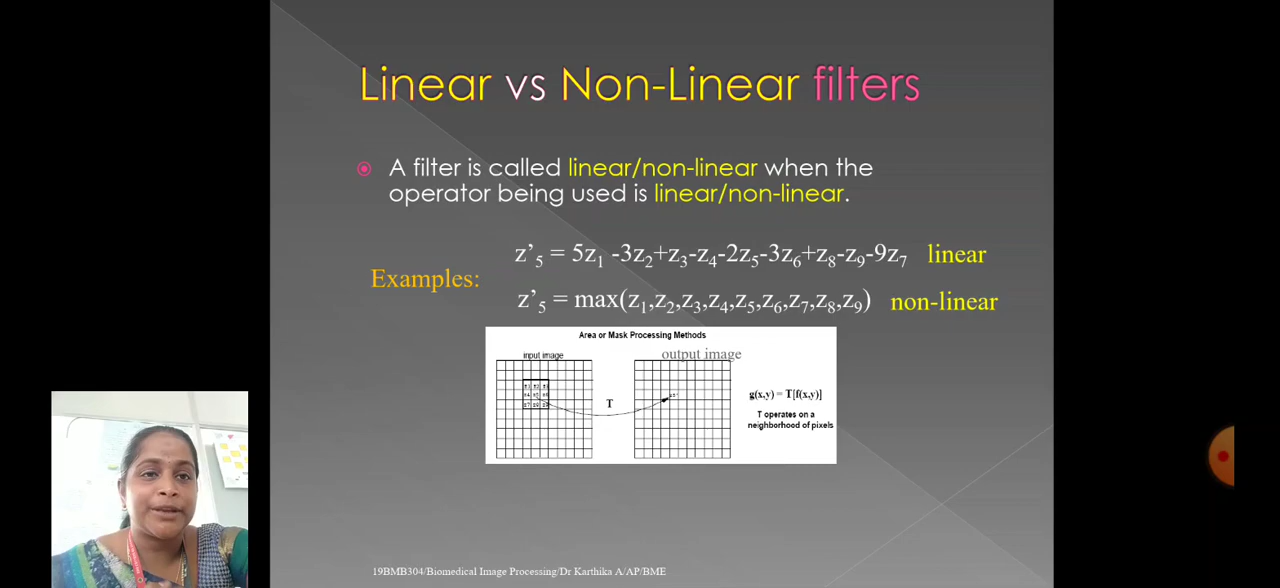 Linear vs Non-Linear filters
A filter is called linear/non-linear when the
operator being used is linear/non-linear.
z’5 = 5z1 -3z2+z3-z4-2z5-3z6+z8-z9-9z7 linear
Examples:
z’5 = max(z1,z2,z3,z4,z5,z6,z7,z8,z9) non-linear
Area or Mask Processing Methods
input image output image
T
g(x,y) = T[f(x,y)]
T operates on a
neighborhood of pixels
19BMB304/Biomedical Image Processing/Dr Karthika A/AP/BME